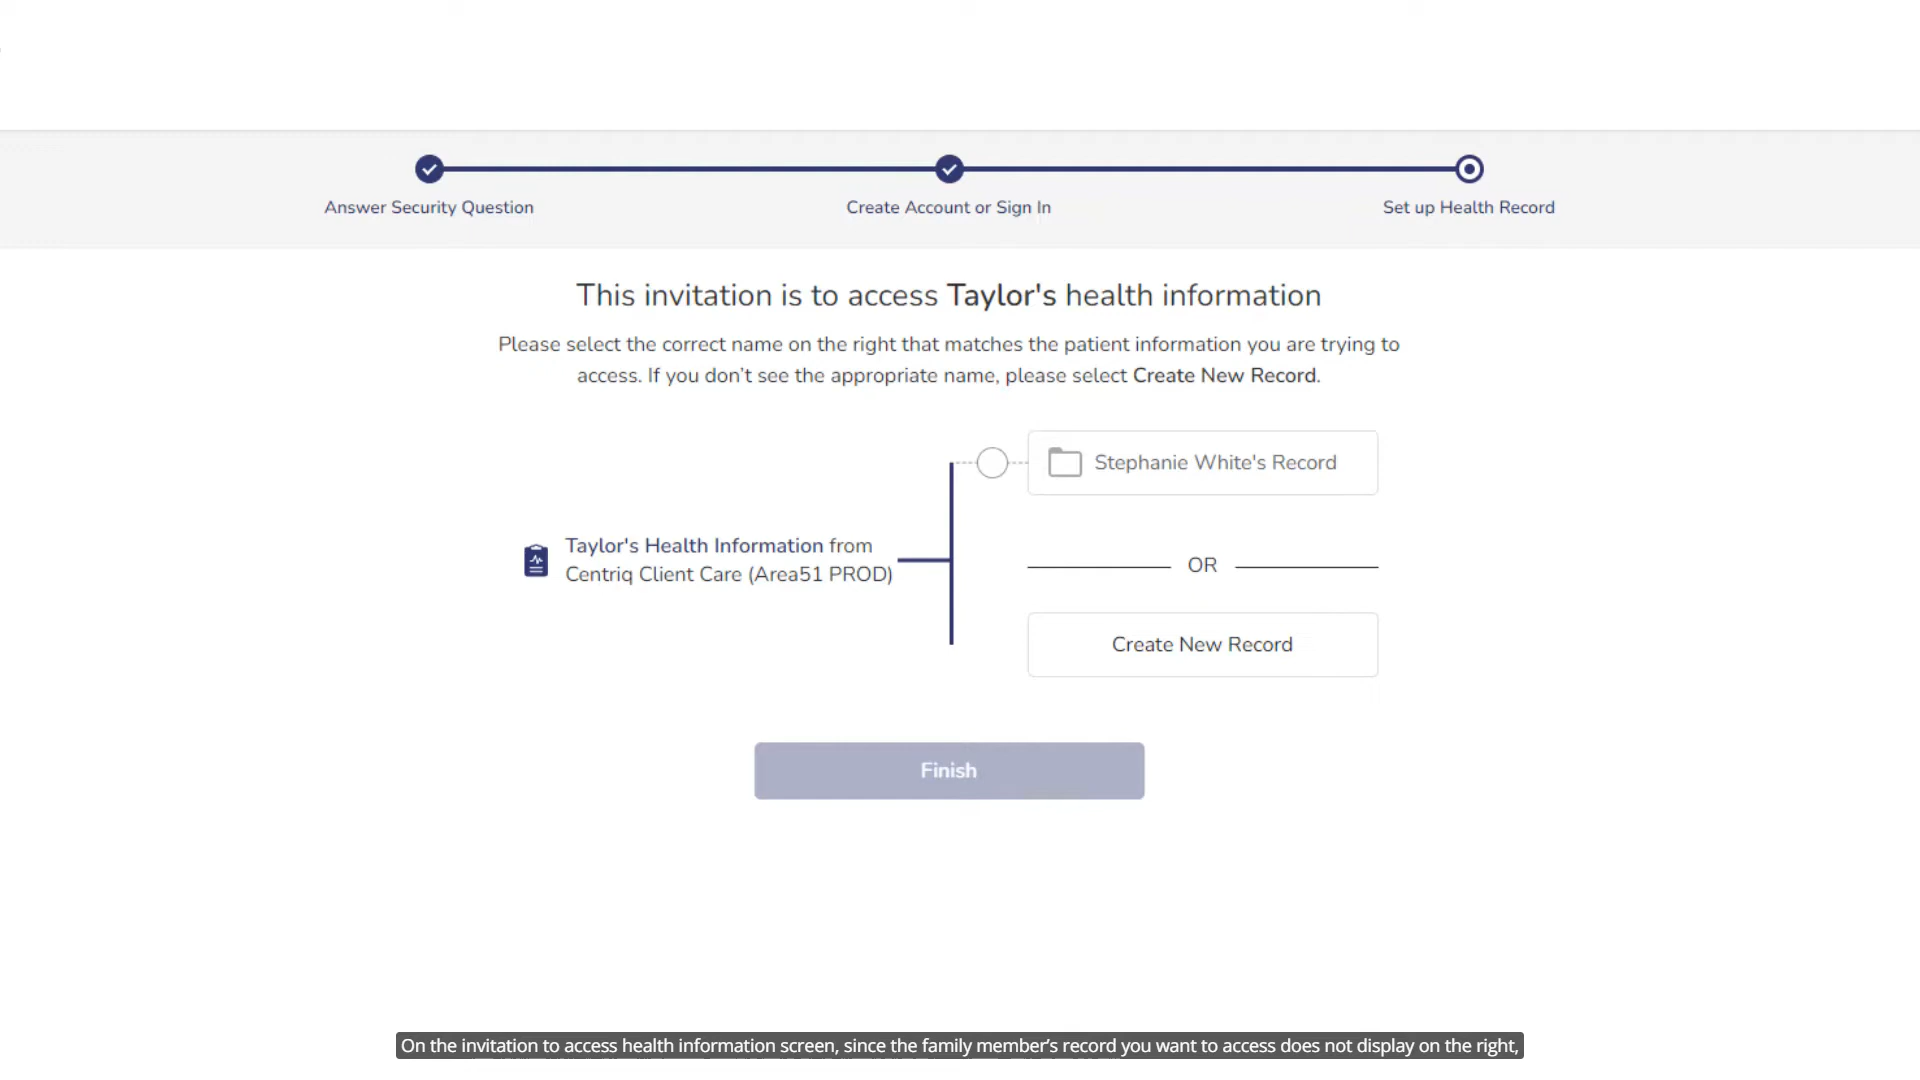 Answer Security Question
Create Account or Sign In
Set up Health Record
This invitation is to access Taylor's health information
Please select the correct name on the right that matches the patient information you are trying to
access. If you don’t see the appropriate name, please select Create New Record.
Stephanie White's Record
Taylor's Health Information from
Centriq Client Care (Area51 PROD)
OR
Create New Record
Finish
On the invitation to access health information screen, since the family member’s record you want to access does not display on the right,